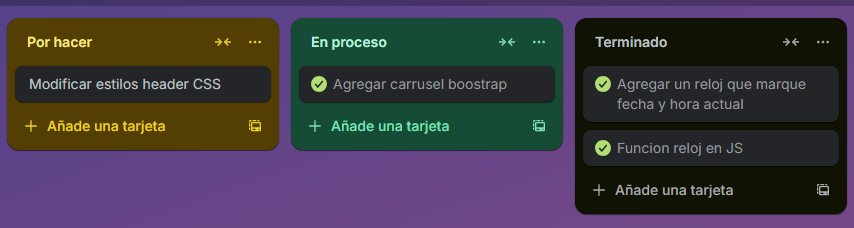 Por hacer
Modificar estilos header CSS
Añade una tarjeta
En proceso
Agregar carrusel boostrap
Añade una tarjeta
Terminado
Agregar un reloj que marque
fecha y hora actual
Funcion reloj en JS
Añade una tarjeta